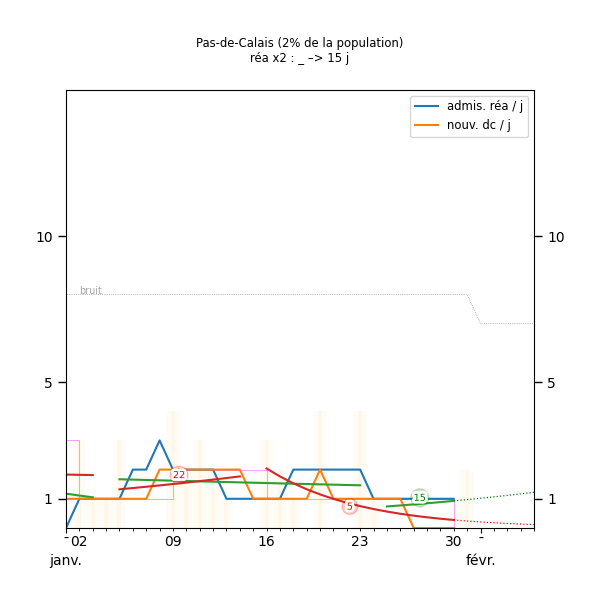 Pas-de-Calais (2% de la population)
réa x2 : _ –> 15 j
admis. réa / j
nouv. dc / j
10 10
bruit
5 5
22
15
1 1
5
- 02 09 16 23 30 -
janv. févr.